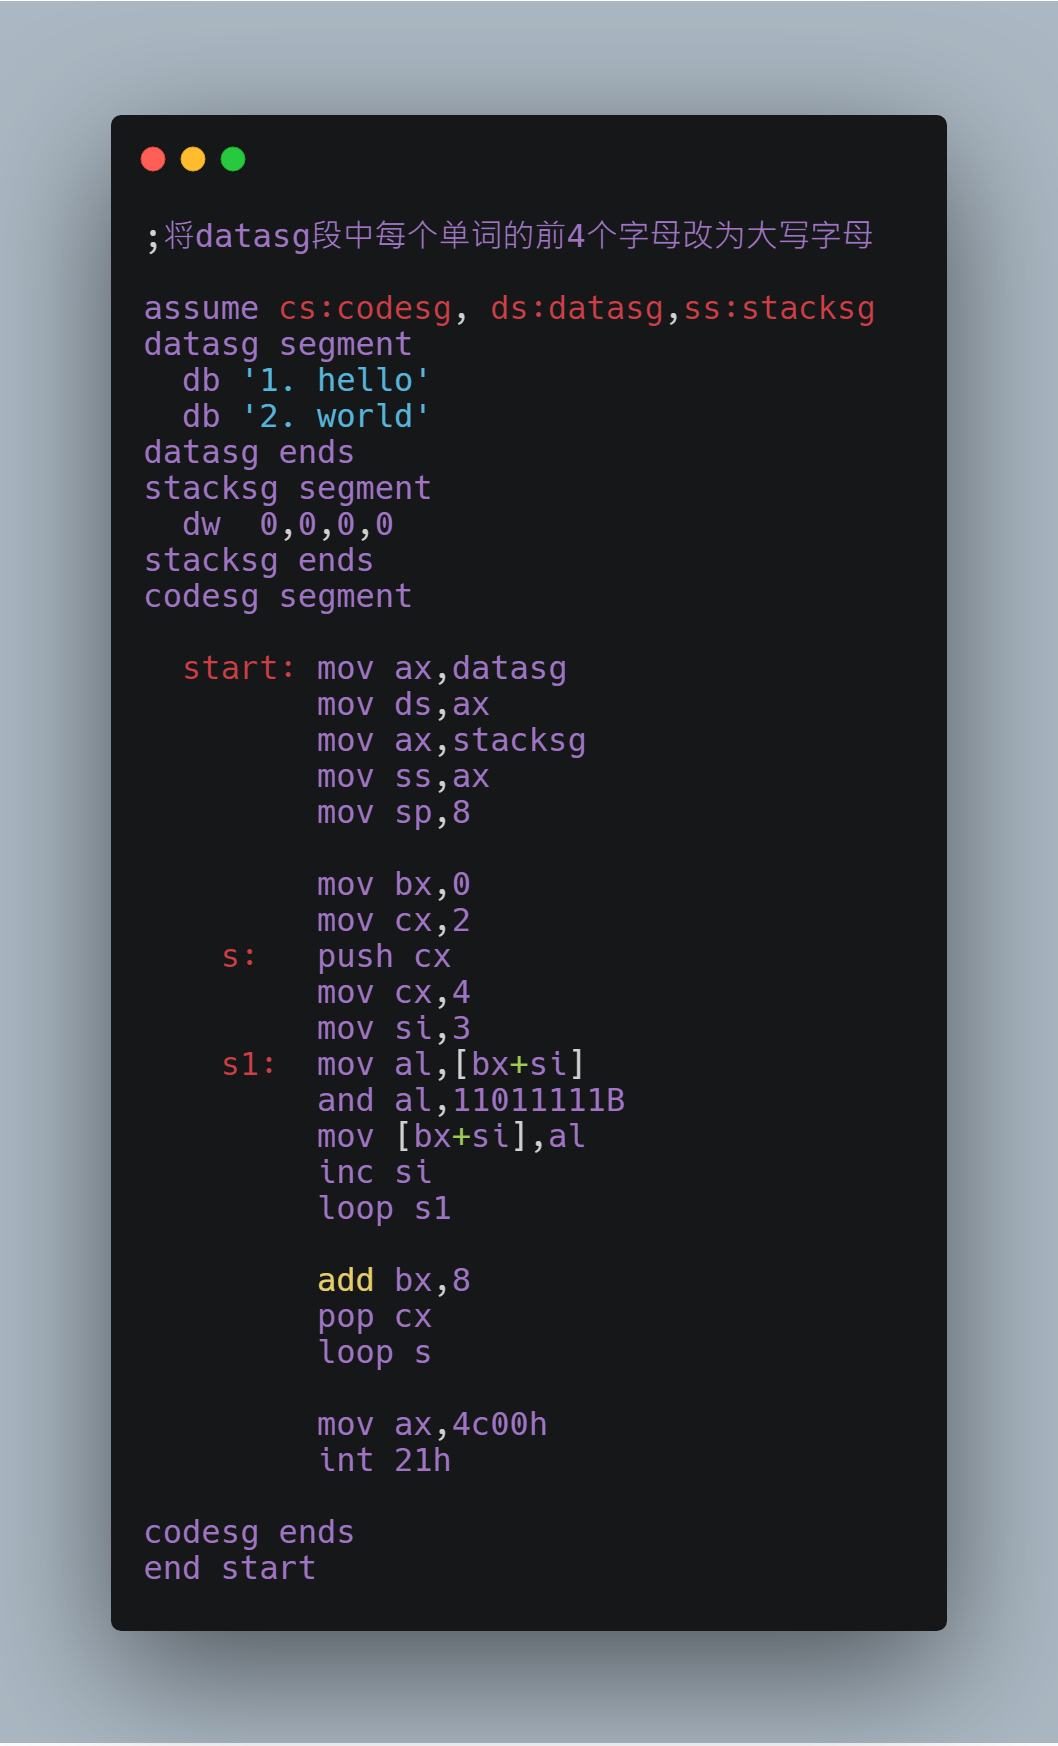 ;将datasg段中每个单词的前4个字母改为大写字母
assume cs:codesg, ds:datasg,ss:stacksg
datasg segment
  db '1. hello'
  db '2. world'
datasg ends
stacksg segment
  dw  0,0,0,0
stacksg ends
codesg segment
  start: mov ax,datasg
         mov ds,ax
         mov ax,stacksg
         mov ss,ax
         mov sp,8
         mov bx,0
         mov cx,2
    s:   push cx
         mov cx,4
         mov si,3
    s1:  mov al,[bx+si]
         and al,11011111B
         mov [bx+si],al
         inc si
         loop s1
         add bx,8
         pop cx
         loop s
         mov ax,4c00h
         int 21h
codesg ends
end start